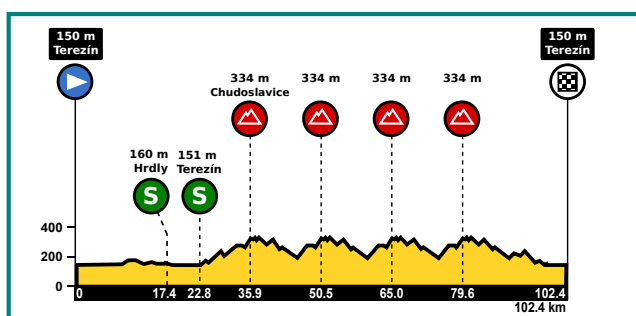 150 m
Terezín
150 m
Terezín
334 m
Chudoslavice
334 m
334 m
334 m
160 m
Hrdly
151 m
Terezín
S
S
400
200
0
0
17.4
22.8
35.9
50.5
65.0
79.6
102.4
102.4 km